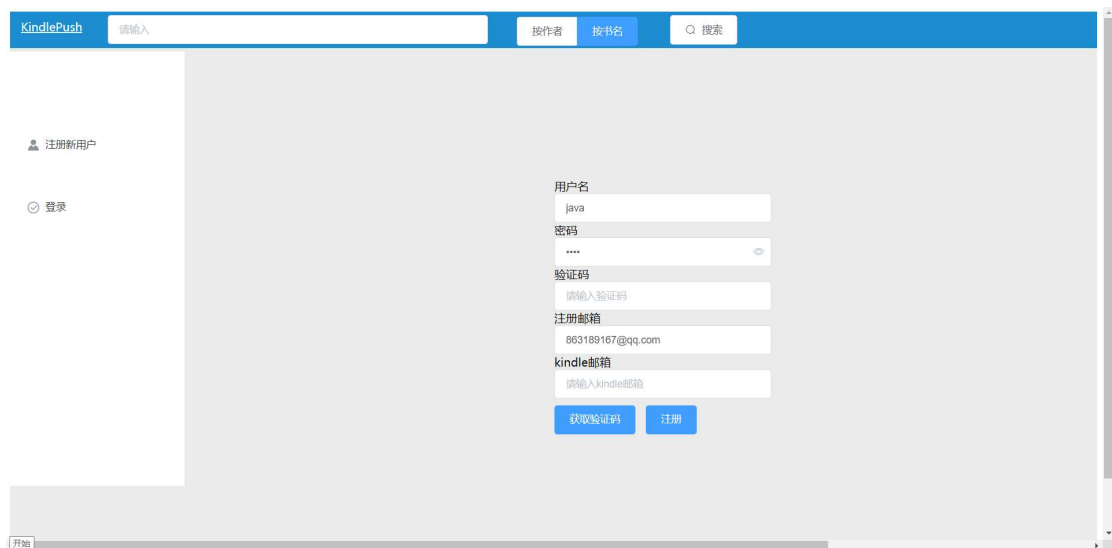 KindlePush
请输入
按作者
按书名
搜索
注册新用户
登录
用户名
java
密码
••••
验证码
请输入验证码
注册邮箱
863189167@qq.com
kindle邮箱
请输入kindle邮箱
获取验证码
注册
开始